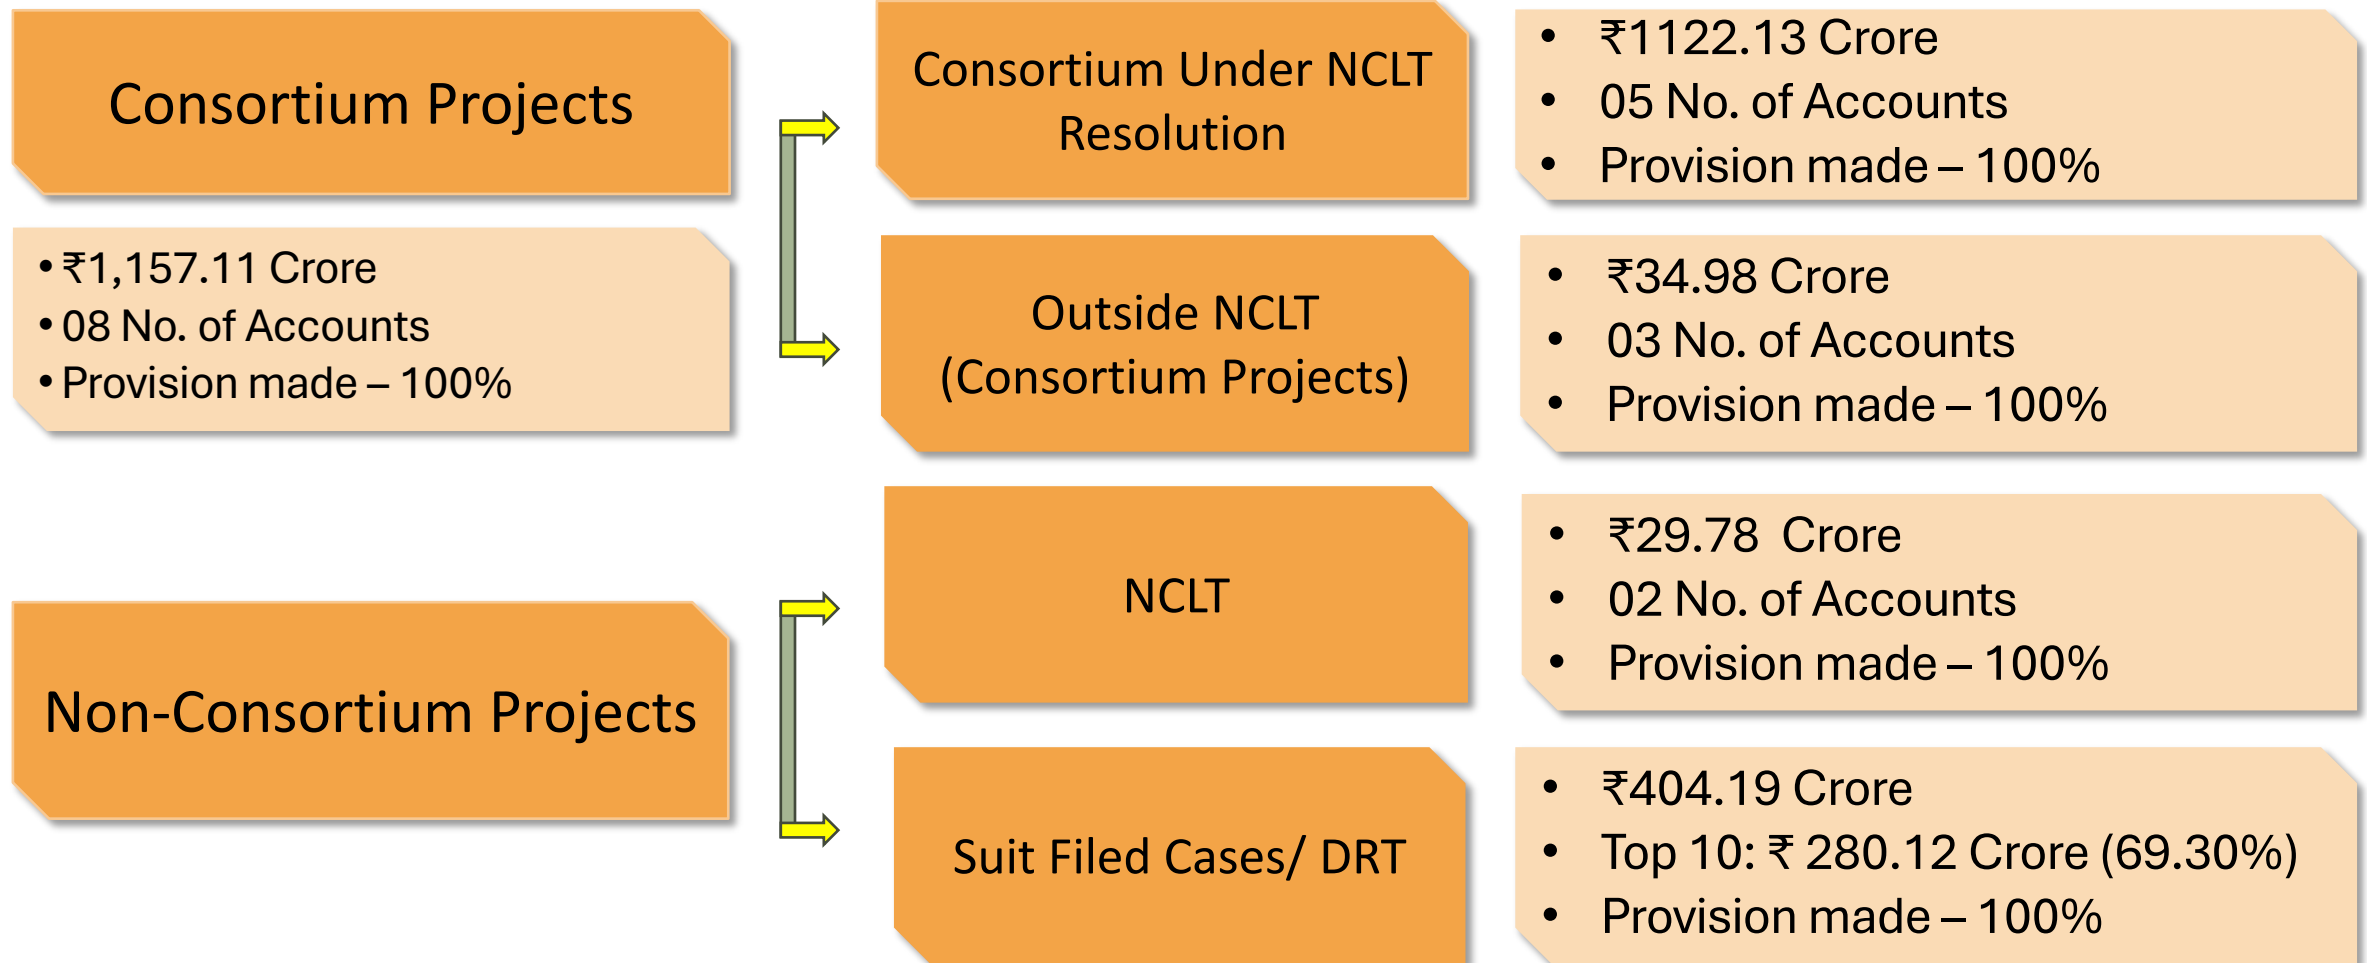 Consortium Projects
• ₹1,157.11 Crore
• 08 No. of Accounts
• Provision made – 100%
Consortium Under NCLT
Resolution
• ₹1122.13 Crore
• 05 No. of Accounts
• Provision made – 100%
Outside NCLT
(Consortium Projects)
• ₹34.98 Crore
• 03 No. of Accounts
• Provision made – 100%
Non-Consortium Projects
NCLT
• ₹29.78 Crore
• 02 No. of Accounts
• Provision made – 100%
Suit Filed Cases/ DRT
• ₹404.19 Crore
• Top 10: ₹ 280.12 Crore (69.30%)
• Provision made – 100%